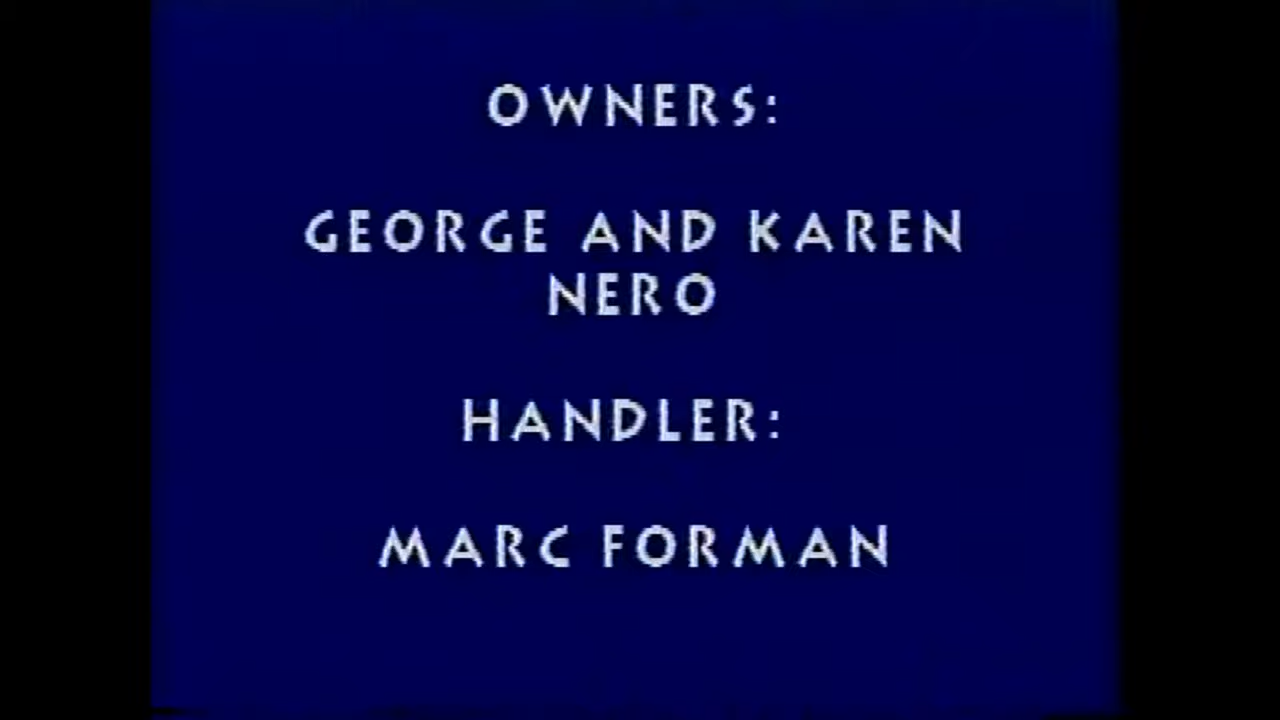 OWNERS:
GEORGE AND KAREN
NERO
HANDLER:
MARC FORMAN